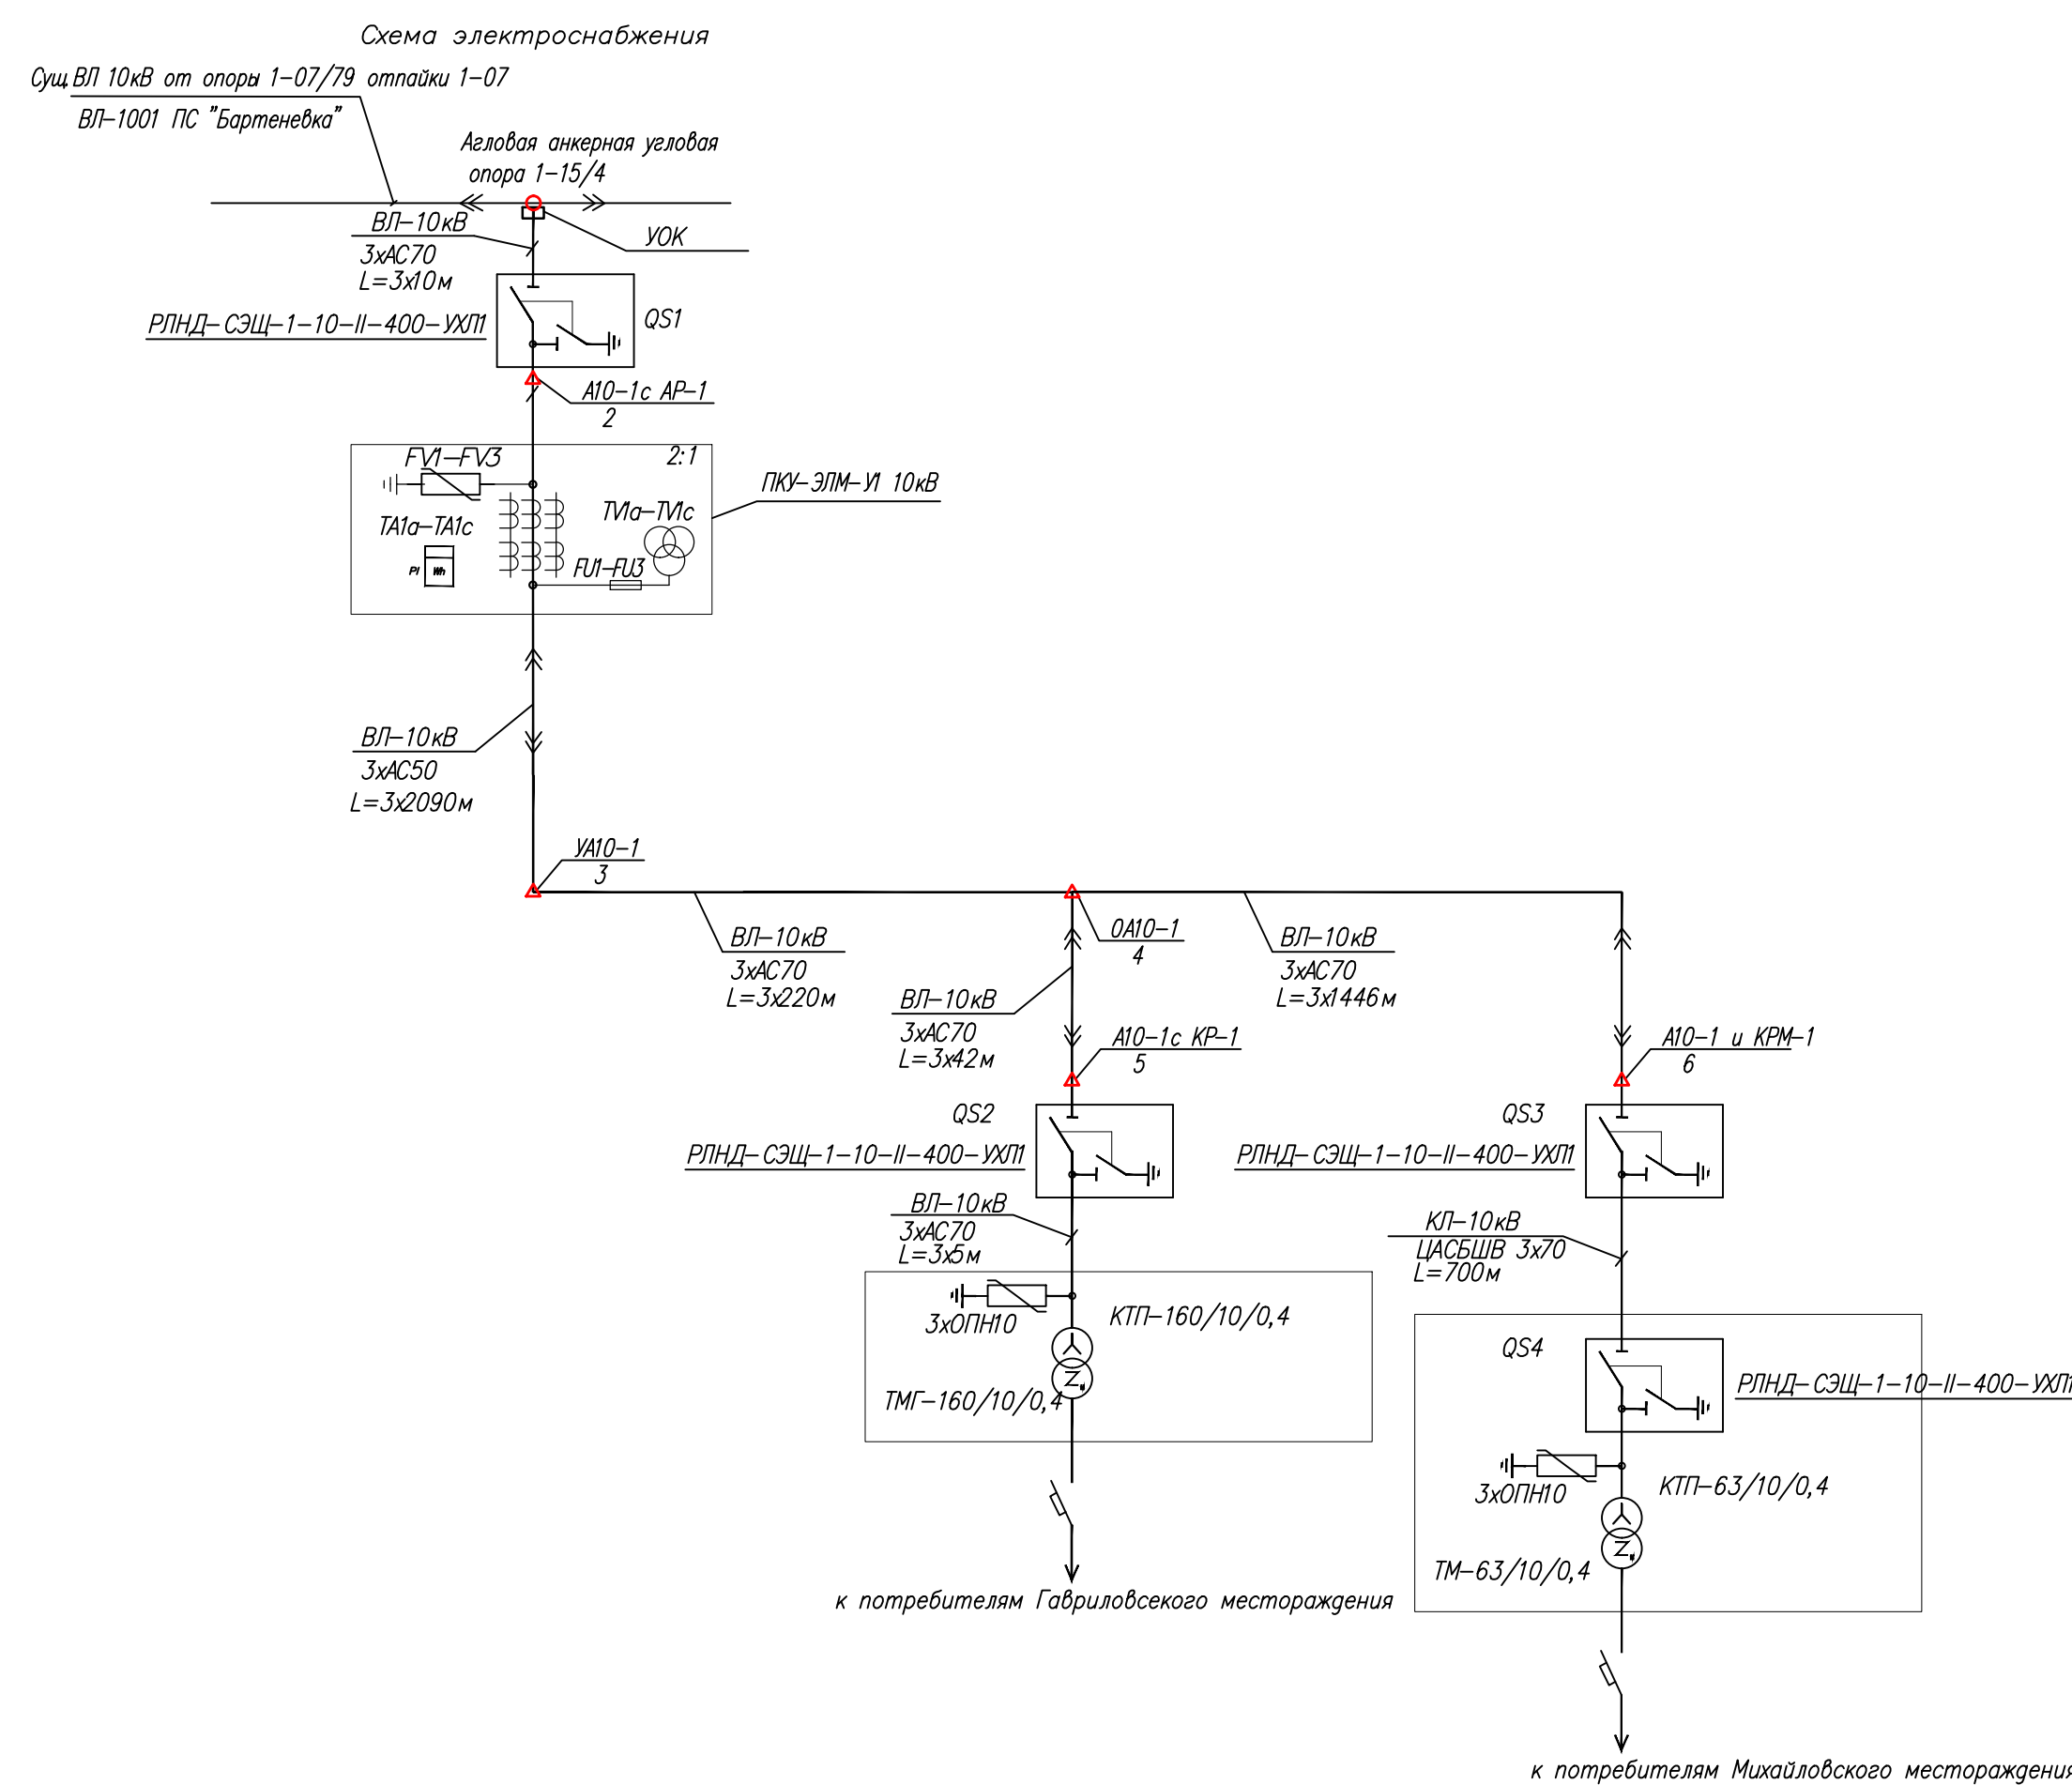 Схема электроснабжения
Сущ.ВЛ 10кВ от опоры 1-07/79 отпайки 1-07
ВЛ-1001 ПС "Бартеневка"
Агловая анкерная угловая
опора 1-15/4
ВЛ-10кВ
3хАС70
L=3х10м
УОК
РЛНД-СЭЩ-1-10-II-400-УХЛ1
QS1
А10-1с АР-1
2
FV1-FV3
2:1
ПКУ-ЭЛМ-У1 10кВ
TA1a-TA1c
TV1a-TV1c
PI
Wh
FU1-FU3
ВЛ-10кВ
3хАС50
L=3х2090м
УА10-1
3
ВЛ-10кВ
3хАС70
L=3х220м
ОА10-1
4
ВЛ-10кВ
3хАС70
L=3х1446м
ВЛ-10кВ
3хАС70
L=3х42м
А10-1с КР-1
5
А10-1 и КРМ-1
6
QS2
РЛНД-СЭЩ-1-10-II-400-УХЛ1
QS3
РЛНД-СЭЩ-1-10-II-400-УХЛ1
ВЛ-10кВ
3хАС70
L=3х5м
КЛ-10кВ
ЦАСБШВ 3х70
L=700м
3хОПН10
КТП-160/10/0,4
ТМГ-160/10/0,4
QS4
РЛНД-СЭЩ-1-10-II-400-УХЛ1
3хОПН10
КТП-63/10/0,4
ТМ-63/10/0,4
к потребителям Гавриловсекого местораждения
к потребителям Михайловского местораждения